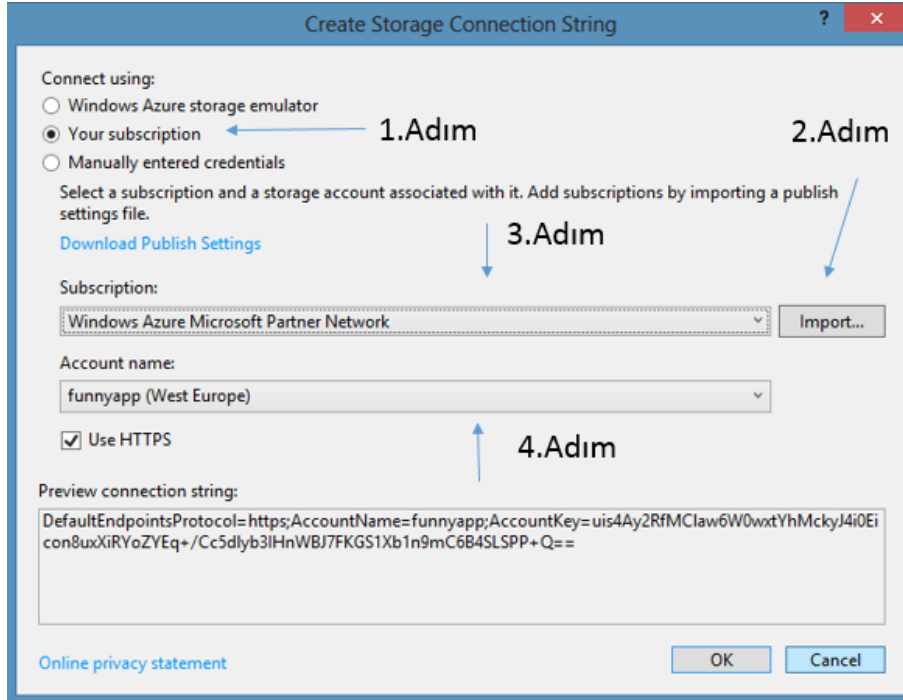 Create Storage Connection String
?
Connect using:
Windows Azure storage emulator
Your subscription
1.Adım
2.Adım
Manually entered credentials
Select a subscription and a storage account associated with it. Add subscriptions by importing a publish
settings file.
Download Publish Settings
3.Adım
Subscription:
Windows Azure Microsoft Partner Network
Import...
Account name:
funnyapp (West Europe)
Use HTTPS
4.Adım
Preview connection string:
DefaultEndpointsProtocol=https;AccountName=funnyapp;AccountKey=
Online privacy statement
OK
Cancel